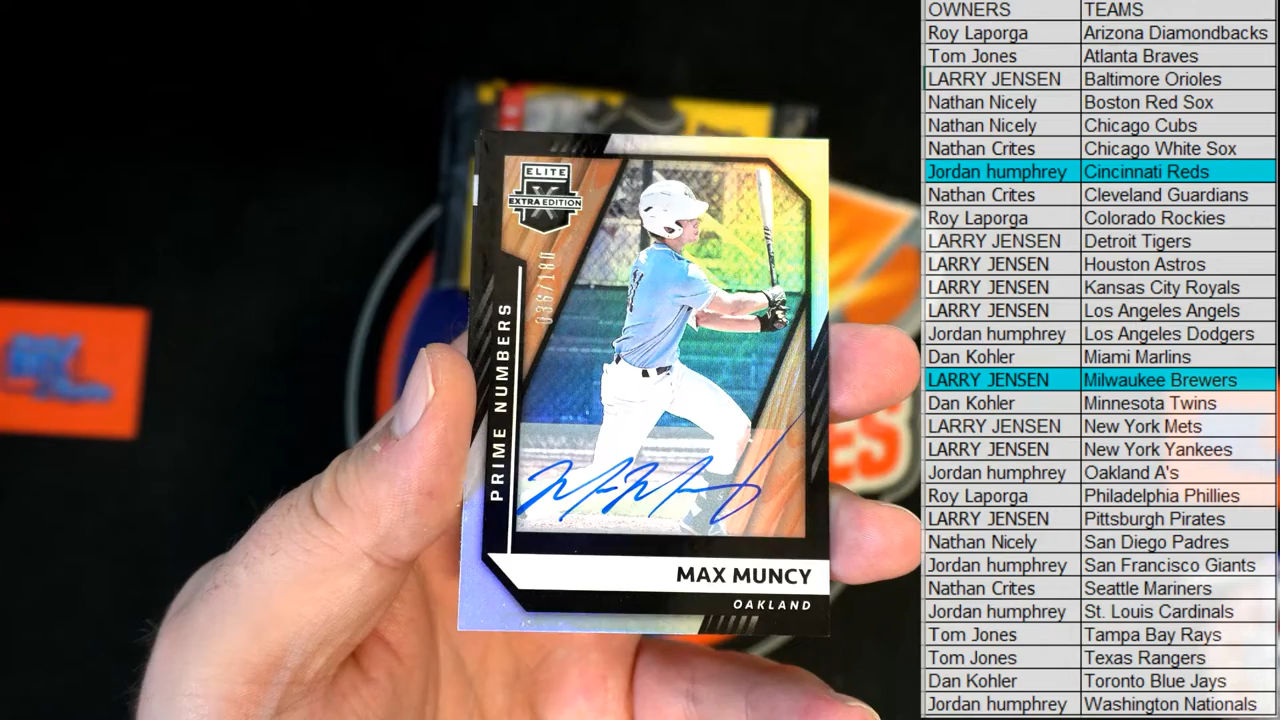 ELITE
X
EXTRA EDITION
036/180
PRIME NUMBERS
MAX MUNCY
OAKLAND
OWNERS TEAMS
Roy Laporga Arizona Diamondbacks
Tom Jones Atlanta Braves
LARRY JENSEN Baltimore Orioles
Nathan Nicely Boston Red Sox
Nathan Nicely Chicago Cubs
Nathan Crites Chicago White Sox
Jordan humphrey Cincinnati Reds
Nathan Crites Cleveland Guardians
Roy Laporga Colorado Rockies
LARRY JENSEN Detroit Tigers
LARRY JENSEN Houston Astros
LARRY JENSEN Kansas City Royals
LARRY JENSEN Los Angeles Angels
Jordan humphrey Los Angeles Dodgers
Dan Kohler Miami Marlins
LARRY JENSEN Milwaukee Brewers
Dan Kohler Minnesota Twins
LARRY JENSEN New York Mets
LARRY JENSEN New York Yankees
Jordan humphrey Oakland A's
Roy Laporga Philadelphia Phillies
LARRY JENSEN Pittsburgh Pirates
Nathan Nicely San Diego Padres
Jordan humphrey San Francisco Giants
Nathan Crites Seattle Mariners
Jordan humphrey St. Louis Cardinals
Tom Jones Tampa Bay Rays
Tom Jones Texas Rangers
Dan Kohler Toronto Blue Jays
Jordan humphrey Washington Nationals